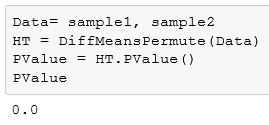 Data= sample1, sample2
HT = DiffMeansPermute(Data)
PValue = HT.PValue()
PValue
0.0